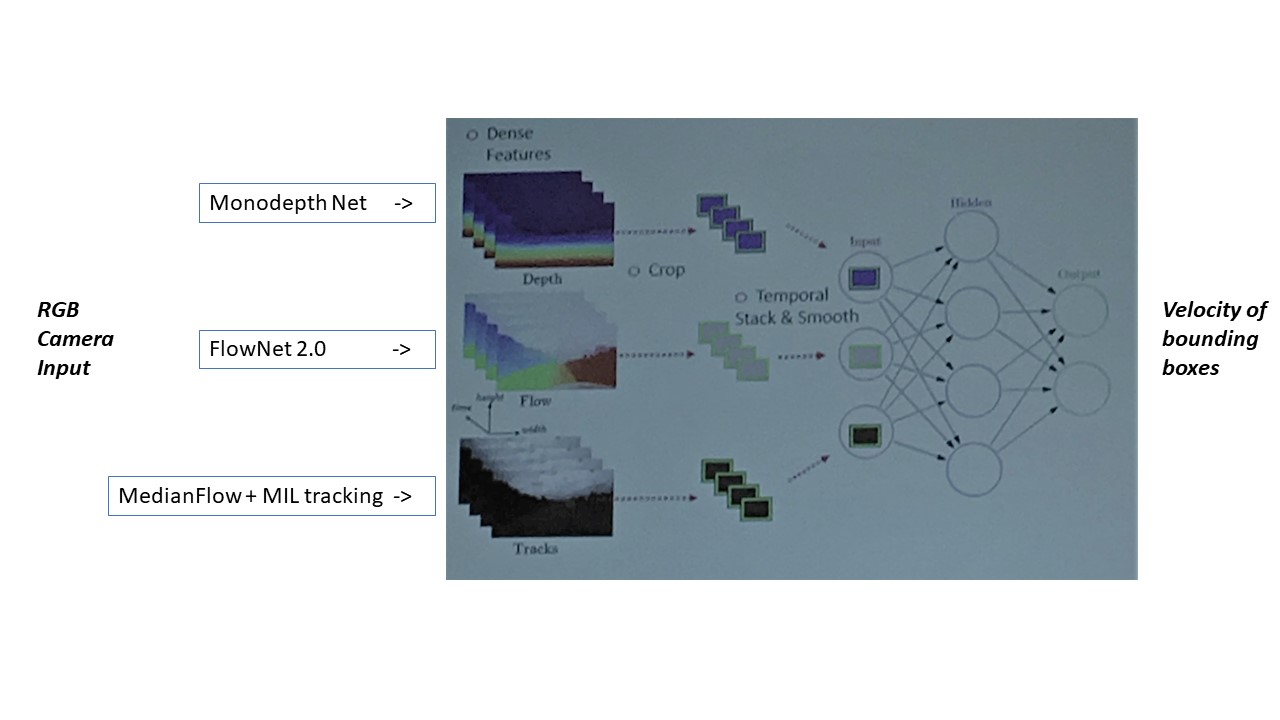 RGB
Camera
Input
Monodepth Net ->
FlowNet 2.0 ->
MedianFlow + MIL tracking ->
○ Dense
Features
Depth
○ Crop
Flow
○ Temporal
Stack & Smooth
time
height
width
Tracks
Input
Hidden
Output
Velocity of
bounding
boxes